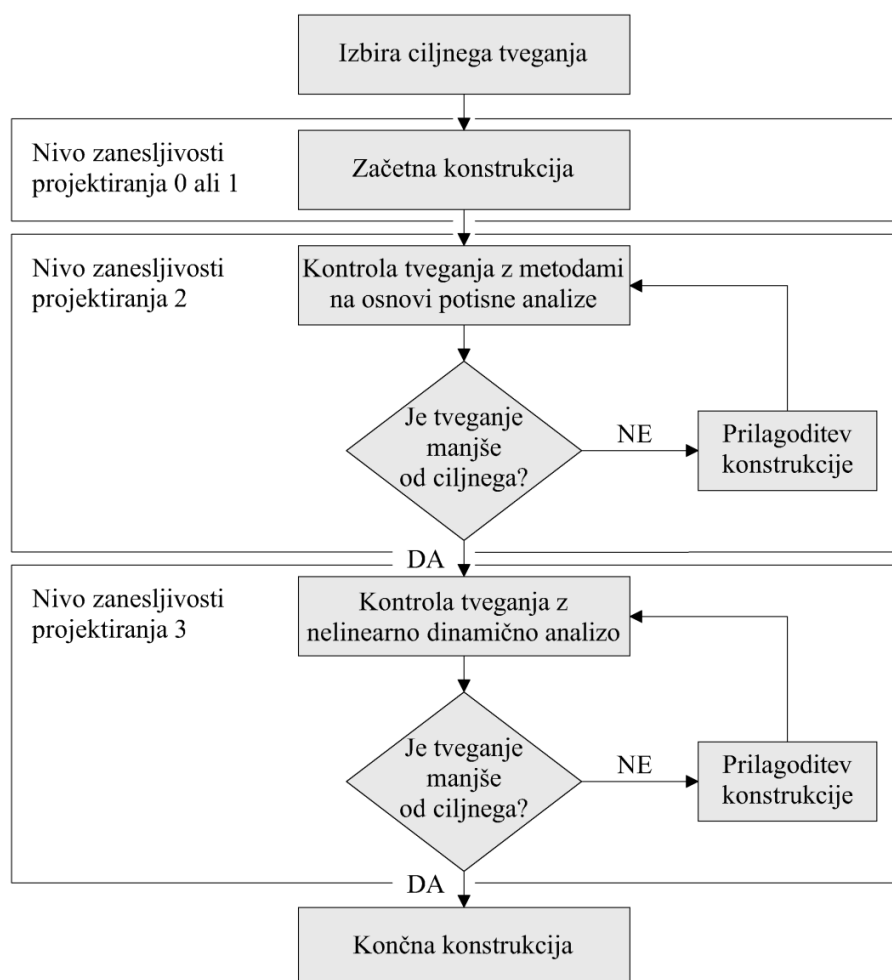 Izbira ciljnega tveganja
Nivo zanesljivosti
projektiranja 0 ali 1
Začetna konstrukcija
Nivo zanesljivosti
projektiranja 2
Kontrola tveganja z metodami
na osnovi potisne analize
Je tveganje
manjše
od ciljnega?
NE
Prilagoditev
konstrukcije
DA
Nivo zanesljivosti
projektiranja 3
Kontrola tveganja z
nelinearno dinamično analizo
Je tveganje
manjše
od ciljnega?
NE
Prilagoditev
konstrukcije
DA
Končna konstrukcija